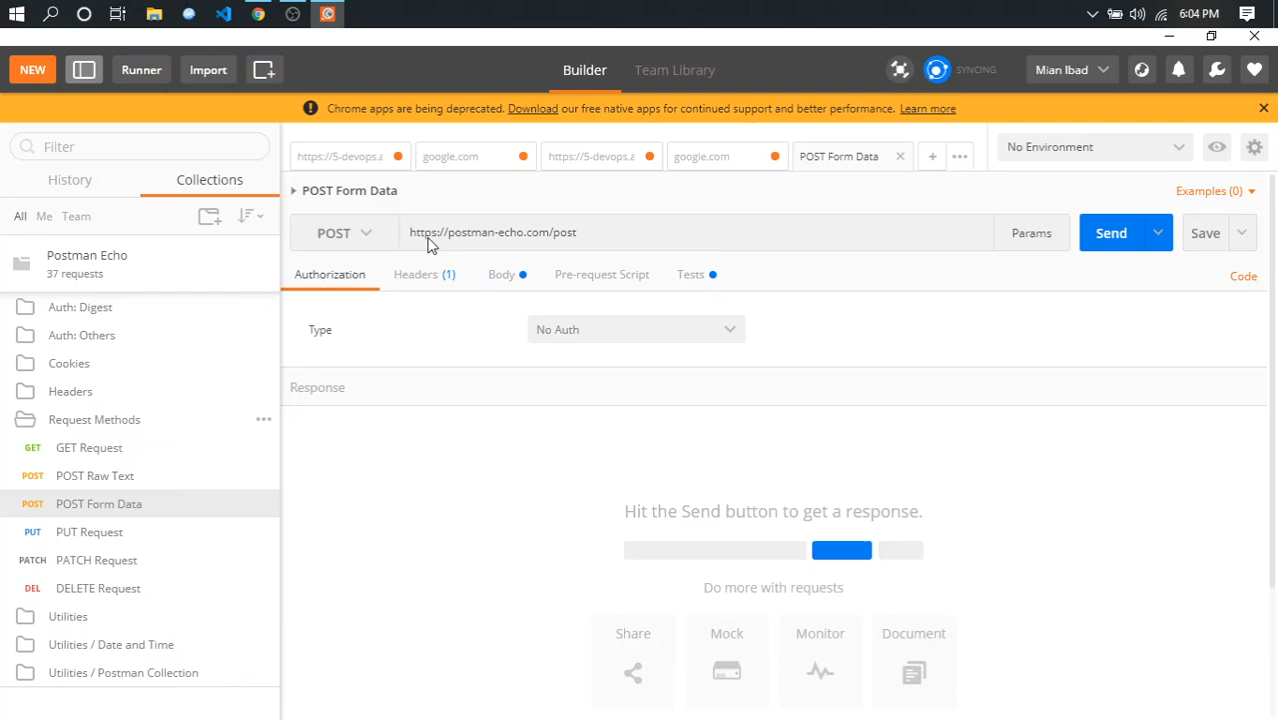 6:04 PM
NEW
Runner
Import
Builder
Team Library
SYNCING
Mian Ibad
Chrome apps are being deprecated. Download our free native apps for continued support and better performance. Learn more
Filter
History
Collections
All Me Team
Postman Echo
37 requests
Auth: Digest
Auth: Others
Cookies
Headers
Request Methods
GET GET Request
POST POST Raw Text
POST POST Form Data
PUT PUT Request
PATCH PATCH Request
DEL DELETE Request
Utilities
Utilities / Date and Time
Utilities / Postman Collection
https://5-devops.a
google.com
https://5-devops.a
google.com
POST Form Data
No Environment
POST Form Data
Examples (0)
POST
https://postman-echo.com/post
Params
Send
Save
Authorization
Headers (1)
Body
Pre-request Script
Tests
Code
Type
No Auth
Response
Hit the Send button to get a response.
Do more with requests
Share
Mock
Monitor
Document